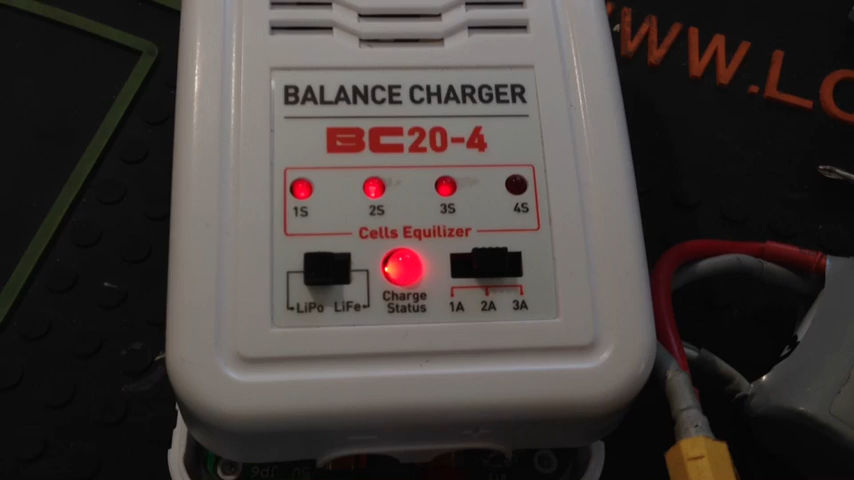 BALANCE CHARGER
BC20-4
1S 2S 3S 4S
Cells Equilizer
LiPo LiFe
Charge
Status
1A 2A 3A
WWW.LO
JP6